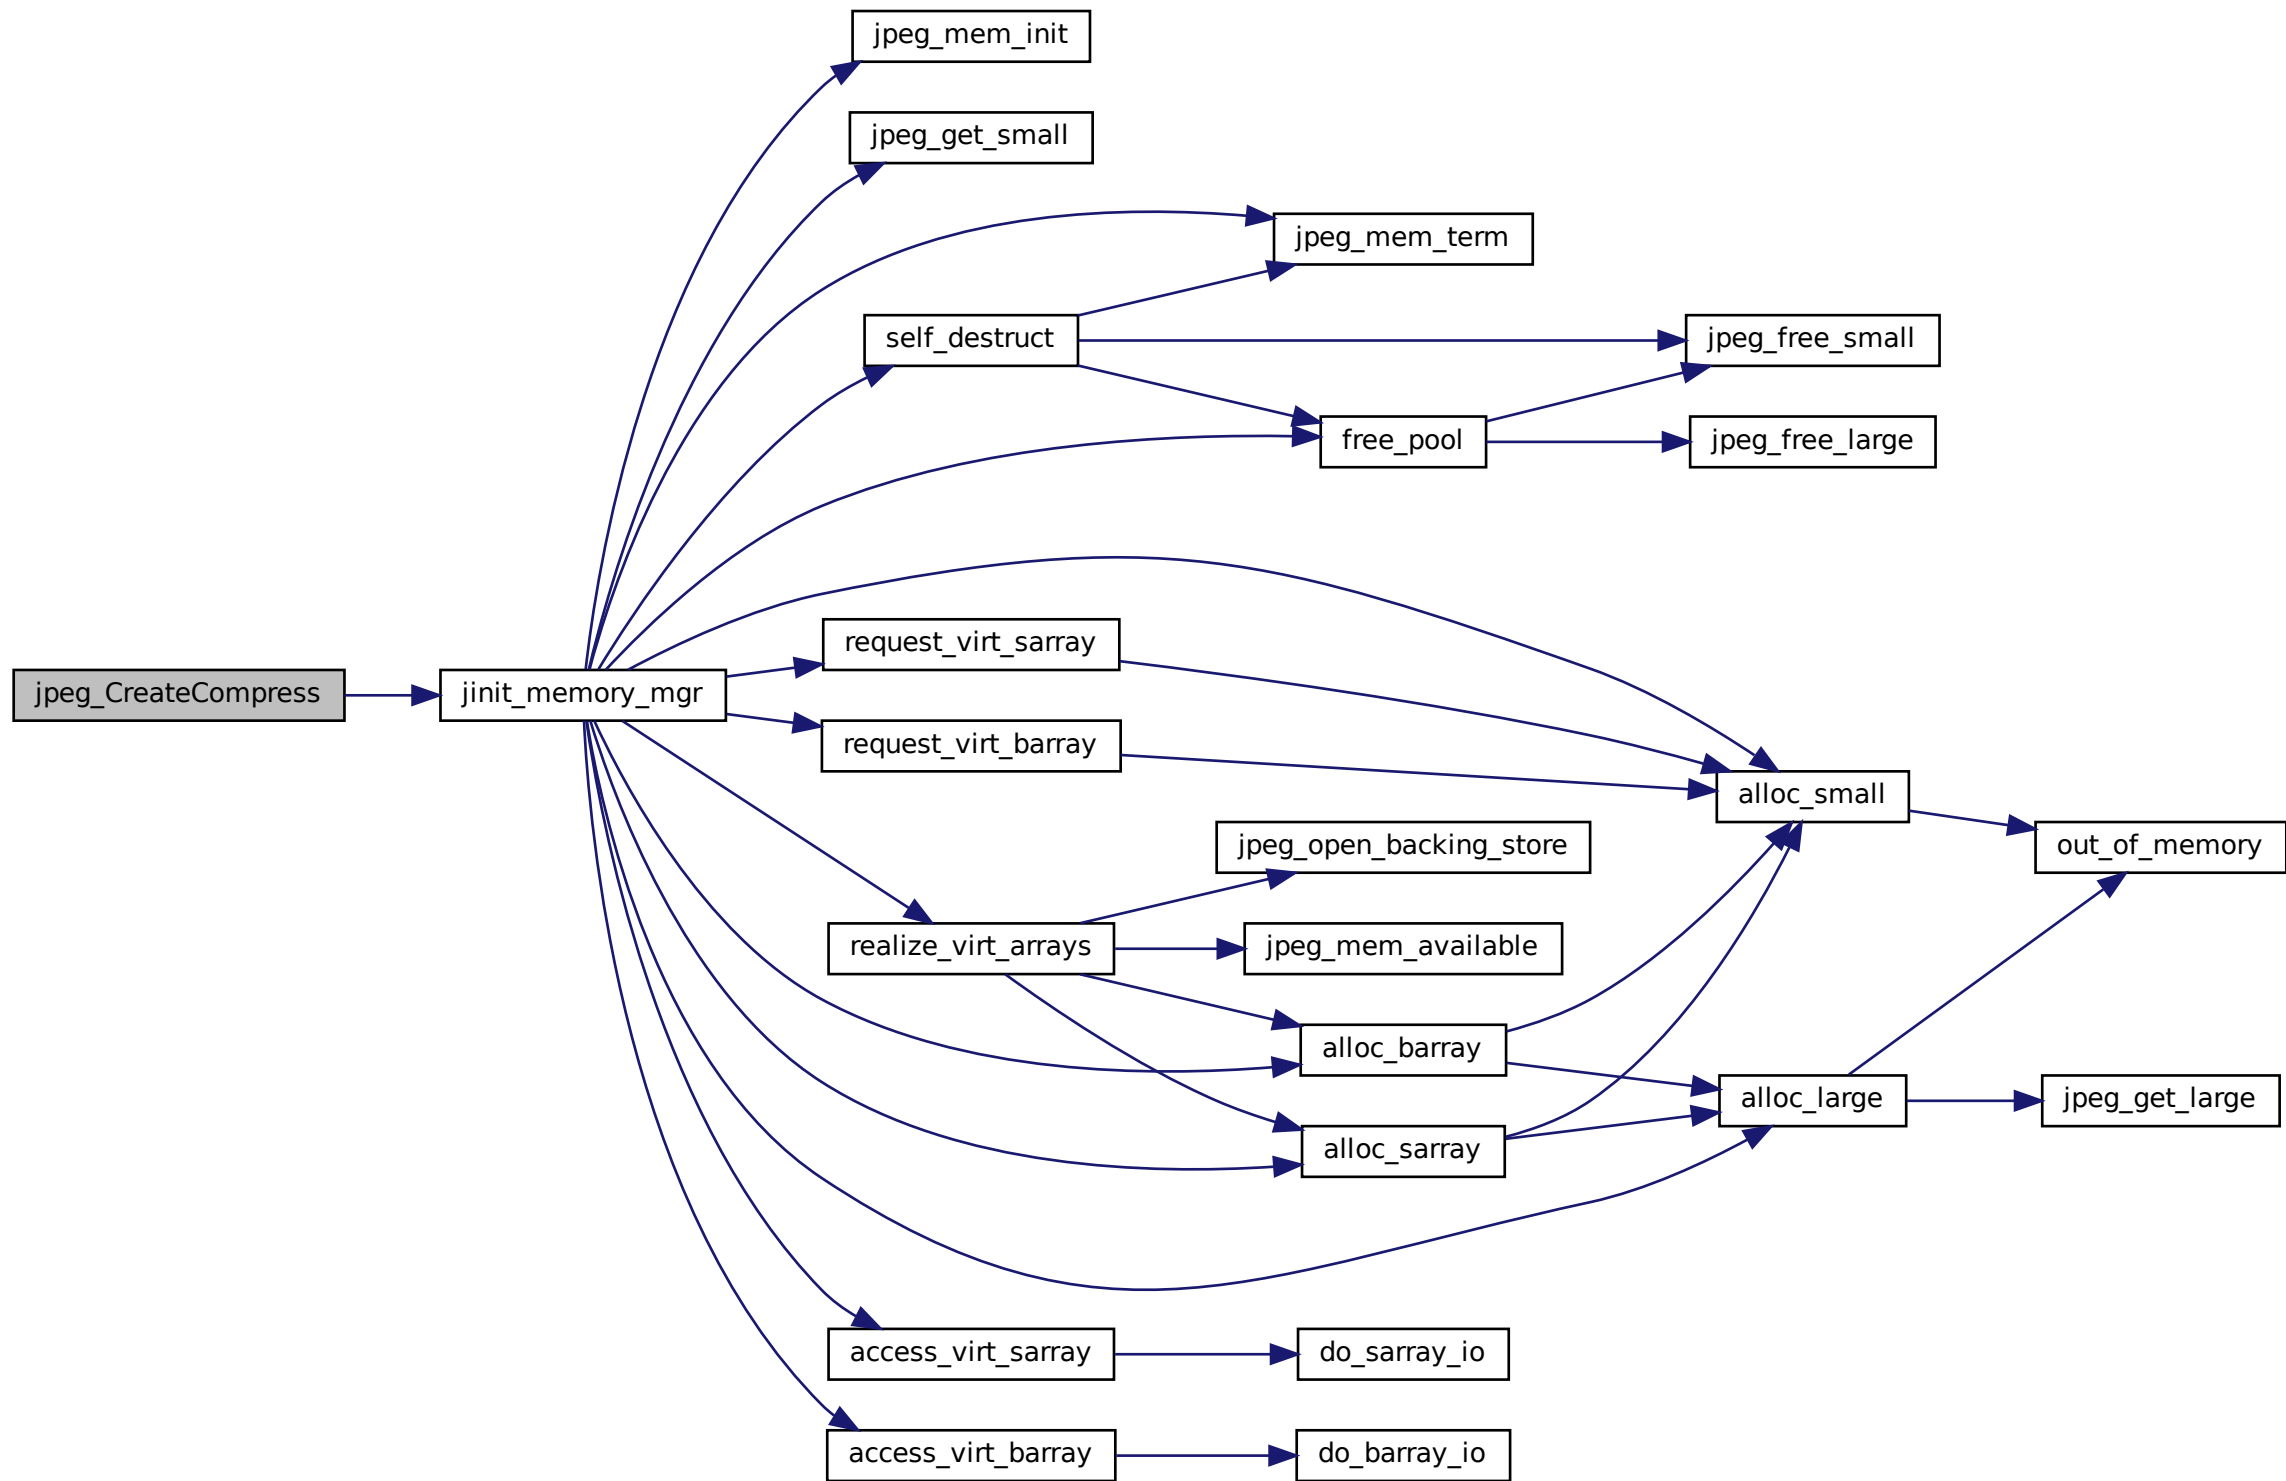 jpeg_mem_init
jpeg_get_small
jpeg_mem_term
self_destruct
jpeg_free_small
free_pool
jpeg_free_large
request_virt_sarray
jpeg_CreateCompress
jinit_memory_mgr
request_virt_barray
alloc_small
jpeg_open_backing_store
out_of_memory
realize_virt_arrays
jpeg_mem_available
alloc_barray
alloc_large
jpeg_get_large
alloc_sarray
access_virt_sarray
do_sarray_io
access_virt_barray
do_barray_io